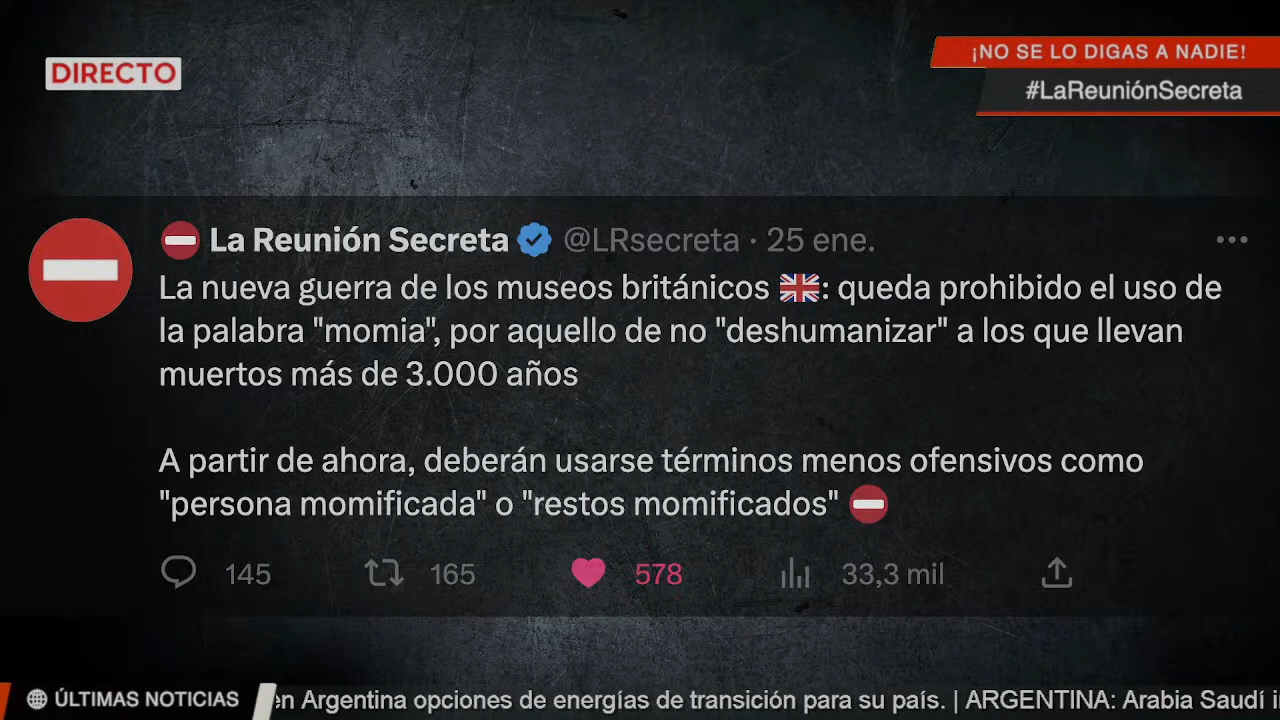 DIRECTO
¡NO SE LO DIGAS A NADIE!
#LaReuniónSecreta
La Reunión Secreta @LRsecreta · 25 ene.
La nueva guerra de los museos británicos 🇬🇧: queda prohibido el uso de
la palabra "momia", por aquello de no "deshumanizar" a los que llevan
muertos más de 3.000 años
A partir de ahora, deberán usarse términos menos ofensivos como
"persona momificada" o "restos momificados" ⛔
145 165 578 33,3 mil
ÚLTIMAS NOTICIAS
en Argentina opciones de energías de transición para su país. | ARGENTINA: Arabia Saudí